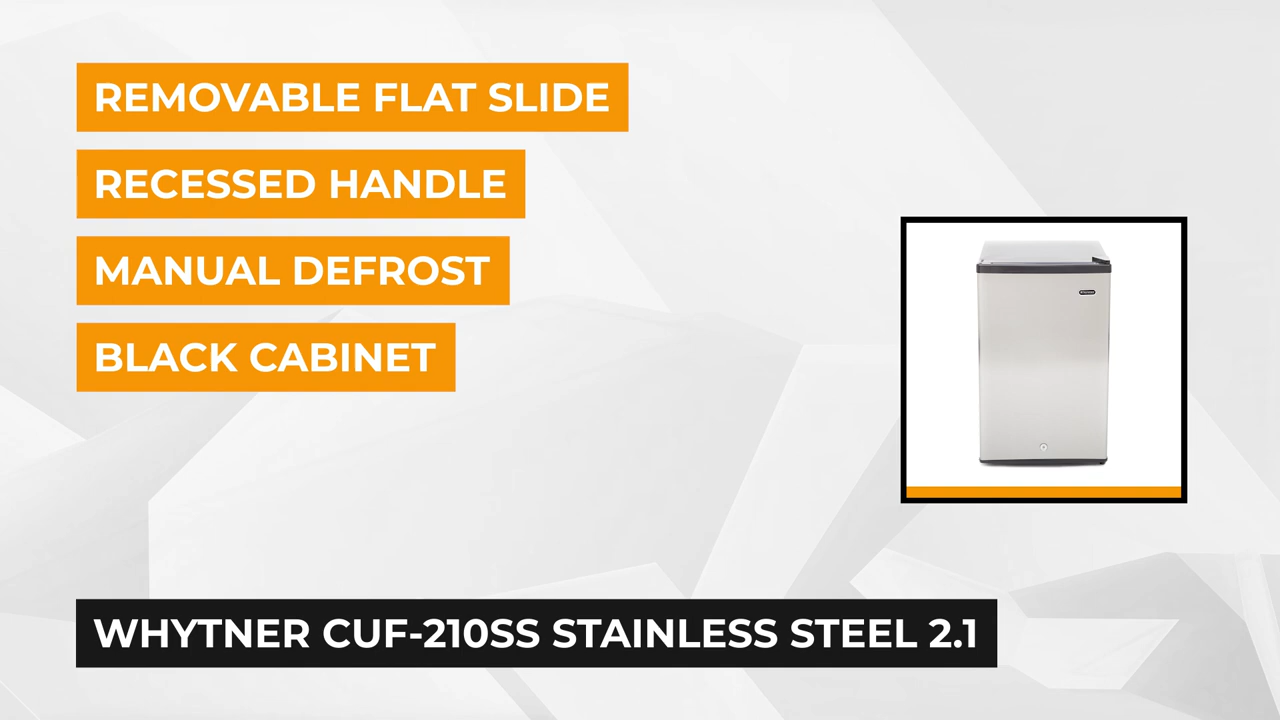 REMOVABLE FLAT SLIDE
RECESSED HANDLE
MANUAL DEFROST
BLACK CABINET
WHYTNER CUF-210SS STAINLESS STEEL 2.1